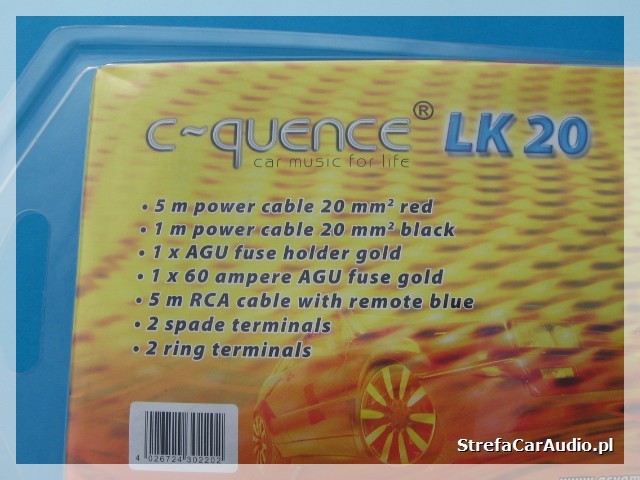 c~quence® LK 20
car music for life
• 5 m power cable 20 mm² red
• 1 m power cable 20 mm² black
• 1 x AGU fuse holder gold
• 1 x 60 ampere AGU fuse gold
• 5 m RCA cable with remote blue
• 2 spade terminals
• 2 ring terminals
4 026724 302202
StrefaCarAudio.pl